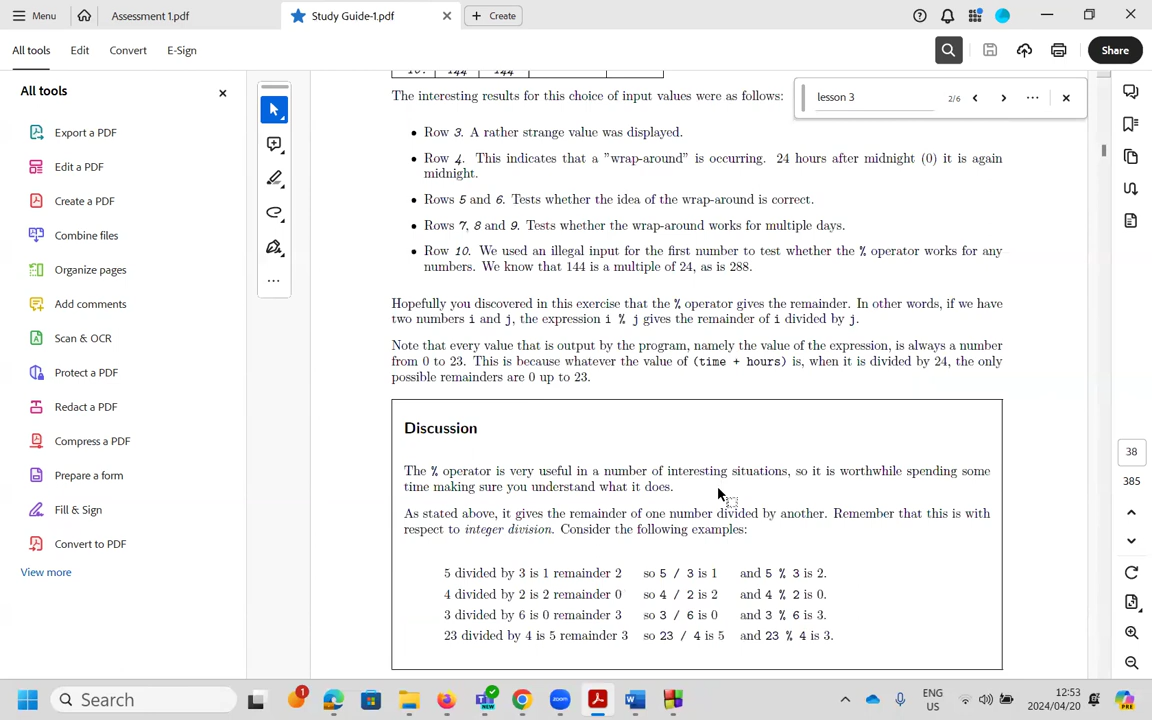 Menu
Assessment 1.pdf
Study Guide-1.pdf
Create
All tools
Edit
Convert
E-Sign
Share
All tools
Export a PDF
Edit a PDF
Create a PDF
Combine files
Organize pages
Add comments
Scan & OCR
Protect a PDF
Redact a PDF
Compress a PDF
Prepare a form
Fill & Sign
Convert to PDF
View more
lesson 3
2/6
10. 144 144
The interesting results for this choice of input values were as follows:
• Row 3. A rather strange value was displayed.
• Row 4. This indicates that a "wrap-around" is occurring. 24 hours after midnight (0) it is again
midnight.
• Rows 5 and 6. Tests whether the idea of the wrap-around is correct.
• Rows 7, 8 and 9. Tests whether the wrap-around works for multiple days.
• Row 10. We used an illegal input for the first number to test whether the % operator works for any
numbers. We know that 144 is a multiple of 24, as is 288.
Hopefully you discovered in this exercise that the % operator gives the remainder. In other words, if we have
two numbers i and j, the expression i % j gives the remainder of i divided by j.
Note that every value that is output by the program, namely the value of the expression, is always a number
from 0 to 23. This is because whatever the value of (time + hours) is, when it is divided by 24, the only
possible remainders are 0 up to 23.
Discussion
The % operator is very useful in a number of interesting situations, so it is worthwhile spending some
time making sure you understand what it does.
As stated above, it gives the remainder of one number divided by another. Remember that this is with
respect to integer division. Consider the following examples:
5 divided by 3 is 1 remainder 2 so 5 / 3 is 1 and 5 % 3 is 2.
4 divided by 2 is 2 remainder 0 so 4 / 2 is 2 and 4 % 2 is 0.
3 divided by 6 is 0 remainder 3 so 3 / 6 is 0 and 3 % 6 is 3.
23 divided by 4 is 5 remainder 3 so 23 / 4 is 5 and 23 % 4 is 3.
38
385
Search
1
NEW
ENG
US
12:53
2024/04/20
PRE